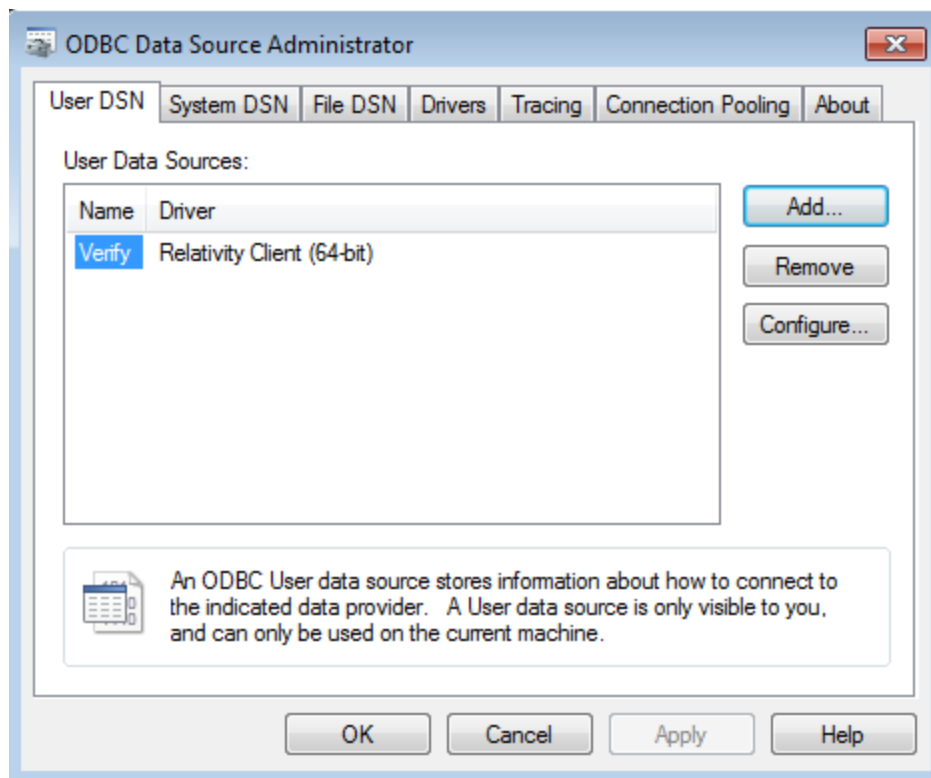 ODBC Data Source Administrator
User DSN System DSN File DSN Drivers Tracing Connection Pooling About
User Data Sources:
Name Driver
Verify Relativity Client (64-bit)
Add...
Remove
Configure...
An ODBC User data source stores information about how to connect to
the indicated data provider. A User data source is only visible to you,
and can only be used on the current machine.
OK Cancel Apply Help